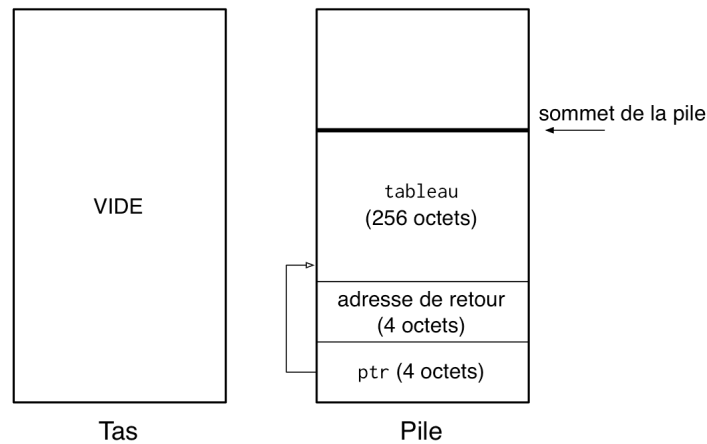 sommet de la pile
VIDE
tableau
(256 octets)
adresse de retour
(4 octets)
ptr (4 octets)
Tas
Pile